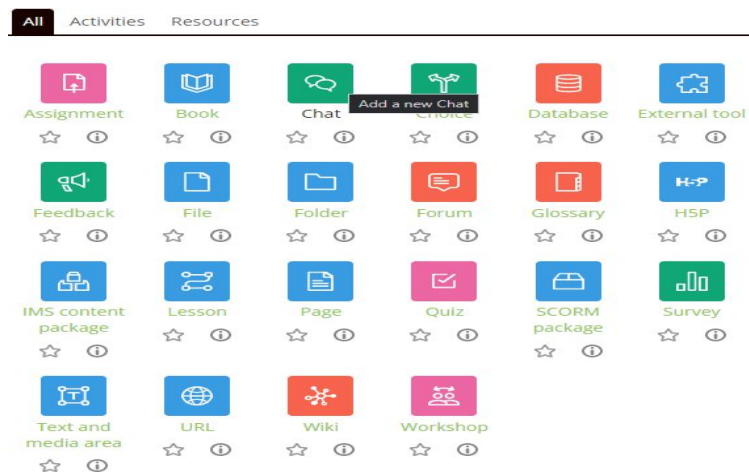 All Activities Resources
Assignment Book Chat Choice Database External tool
Add a new Chat
Feedback File Folder Forum Glossary H5P
H5P
IMS content package Lesson Page Quiz SCORM package Survey
Text and media area URL Wiki Workshop